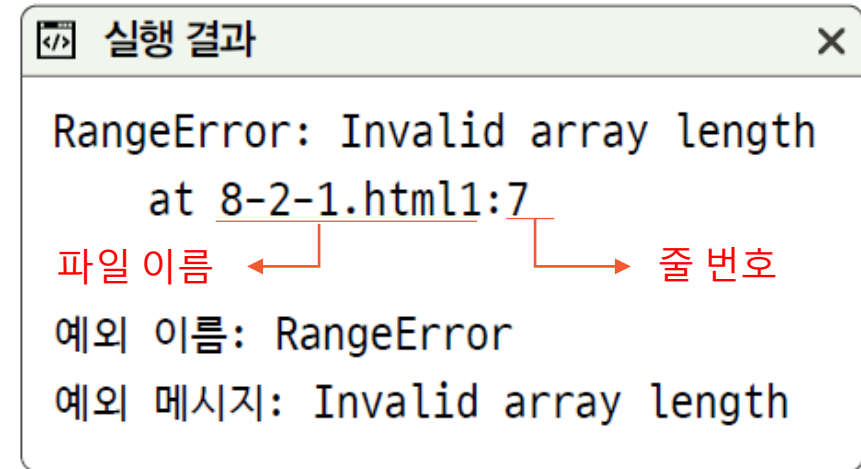 실행 결과
RangeError: Invalid array length
at 8-2-1.html1:7
파일 이름 줄 번호
예외 이름: RangeError
예외 메시지: Invalid array length